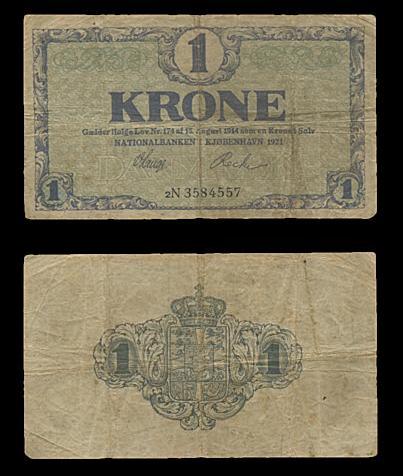 1
KRONE
Gælder ifølge Lov Nr. 174 af 15. August 1914 som en Krone i Sølv
NATIONALBANKEN I KJØBENHAVN 1921
2N 3584557
1 1
1 1